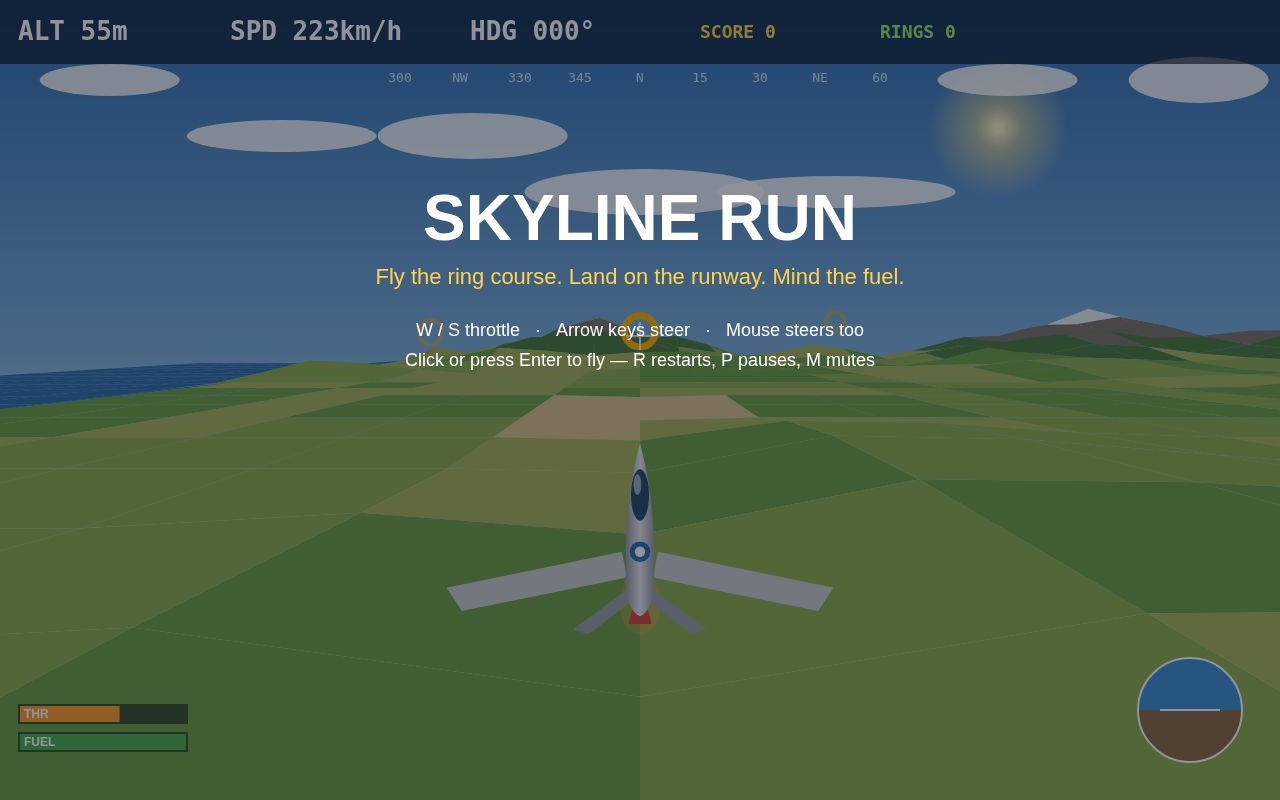 ALT 55m SPD 223km/h HDG 000° SCORE 0 RINGS 0
300 NW 330 345 N 15 30 NE 60
SKYLINE RUN
Fly the ring course. Land on the runway. Mind the fuel.
W / S throttle · Arrow keys steer · Mouse steers too
Click or press Enter to fly — R restarts, P pauses, M mutes
THR
FUEL